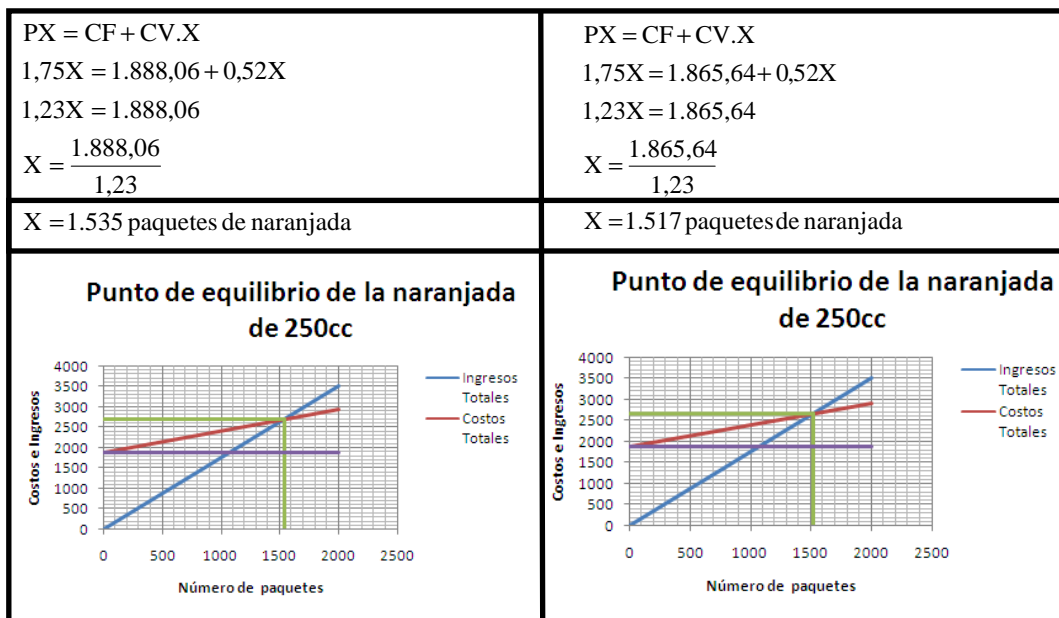 PX = CF + CV.X
1,75X = 1.888,06 + 0,52X
1,23X = 1.888,06
X = 1.888,06 / 1,23
X = 1.535 paquetes de naranjada
Punto de equilibrio de la naranjada
de 250cc
4000
3500
3000
2500
2000
1500
1000
500
0
Costos e Ingresos
0 500 1000 1500 2000 2500
Número de paquetes
Ingresos
Totales
Costos
Totales
PX = CF + CV.X
1,75X = 1.865,64 + 0,52X
1,23X = 1.865,64
X = 1.865,64 / 1,23
X = 1.517 paquetes de naranjada
Punto de equilibrio de la naranjada
de 250cc
4000
3500
3000
2500
2000
1500
1000
500
0
Costos e Ingresos
0 500 1000 1500 2000 2500
Número de paquetes
Ingresos
Totales
Costos
Totales